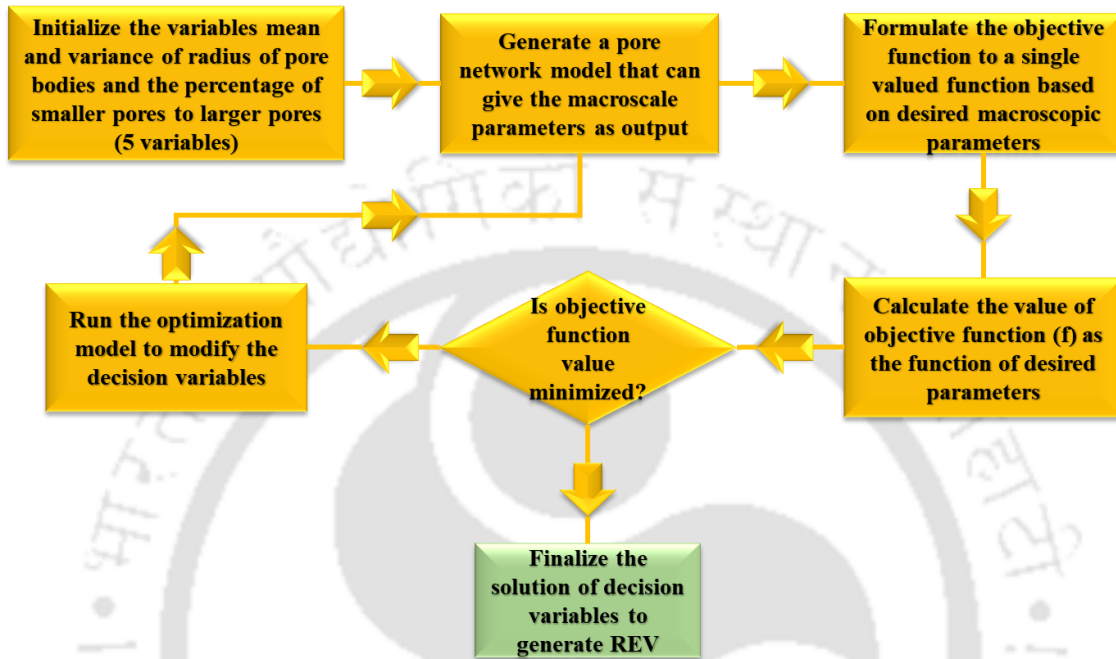 Initialize the variables mean
and variance of radius of pore
bodies and the percentage of
smaller pores to larger pores
(5 variables)
Generate a pore
network model that can
give the macroscale
parameters as output
Formulate the objective
function to a single
valued function based
on desired macroscopic
parameters
Calculate the value of
objective function (f) as
the function of desired
parameters
Is objective
function
value
minimized?
Run the optimization
model to modify the
decision variables
Finalize the
solution of decision
variables to
generate REV